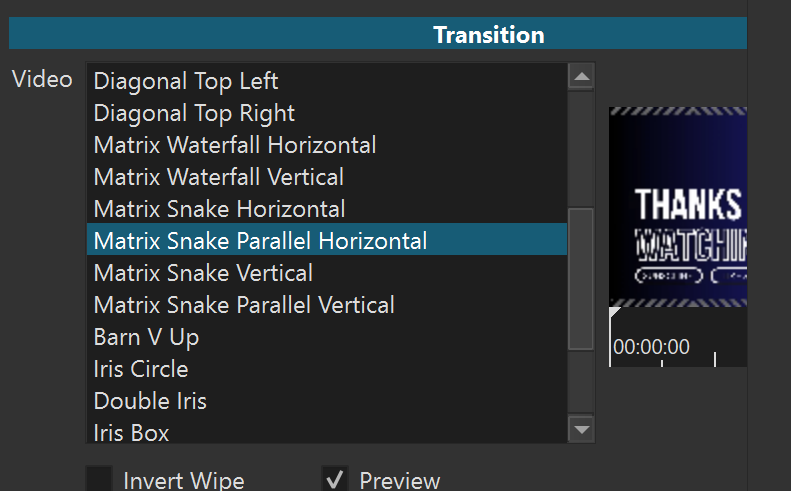 Transition
Video
Diagonal Top Left
Diagonal Top Right
Matrix Waterfall Horizontal
Matrix Waterfall Vertical
Matrix Snake Horizontal
Matrix Snake Parallel Horizontal
Matrix Snake Vertical
Matrix Snake Parallel Vertical
Barn V Up
Iris Circle
Double Iris
Iris Box
THANKS
WATCHIN
00:00:00
Invert Wipe
Preview